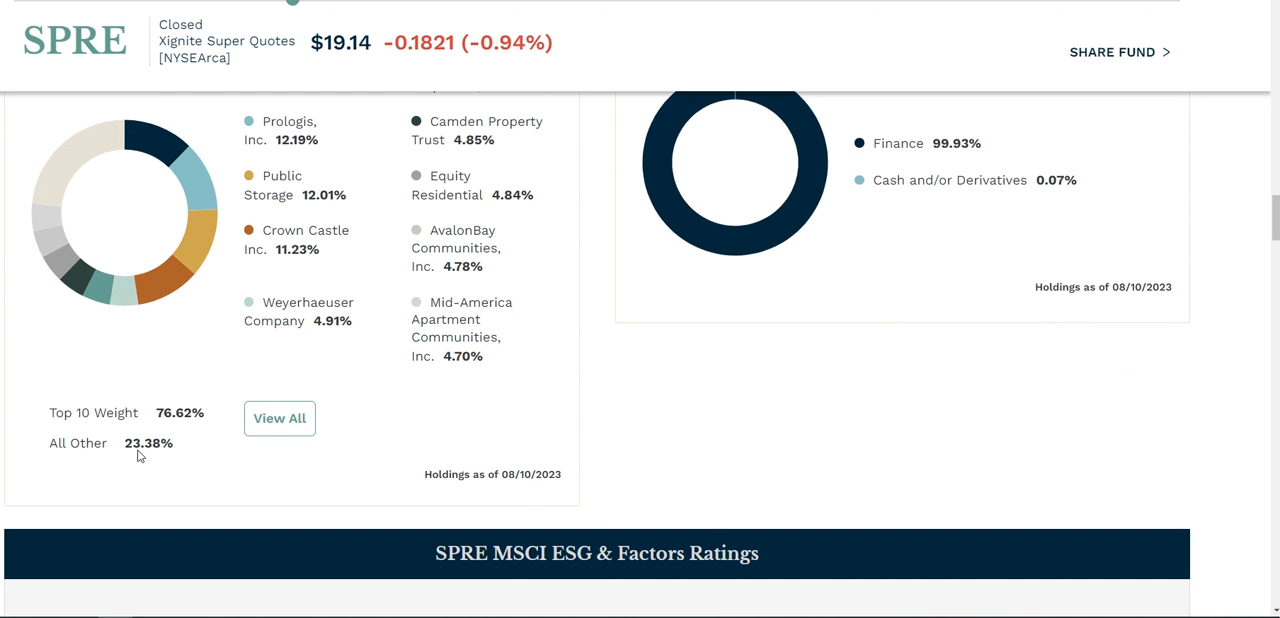 SPRE
Closed
Xignite Super Quotes
[NYSEArca]
$19.14 -0.1821 (-0.94%)
SHARE FUND >
Prologis,
Inc. 12.19%
Public
Storage 12.01%
Crown Castle
Inc. 11.23%
Weyerhaeuser
Company 4.91%
Camden Property
Trust 4.85%
Equity
Residential 4.84%
AvalonBay
Communities,
Inc. 4.78%
Mid-America
Apartment
Communities,
Inc. 4.70%
Top 10 Weight 76.62%
All Other 23.38%
View All
Holdings as of 08/10/2023
Finance 99.93%
Cash and/or Derivatives 0.07%
Holdings as of 08/10/2023
SPRE MSCI ESG & Factors Ratings